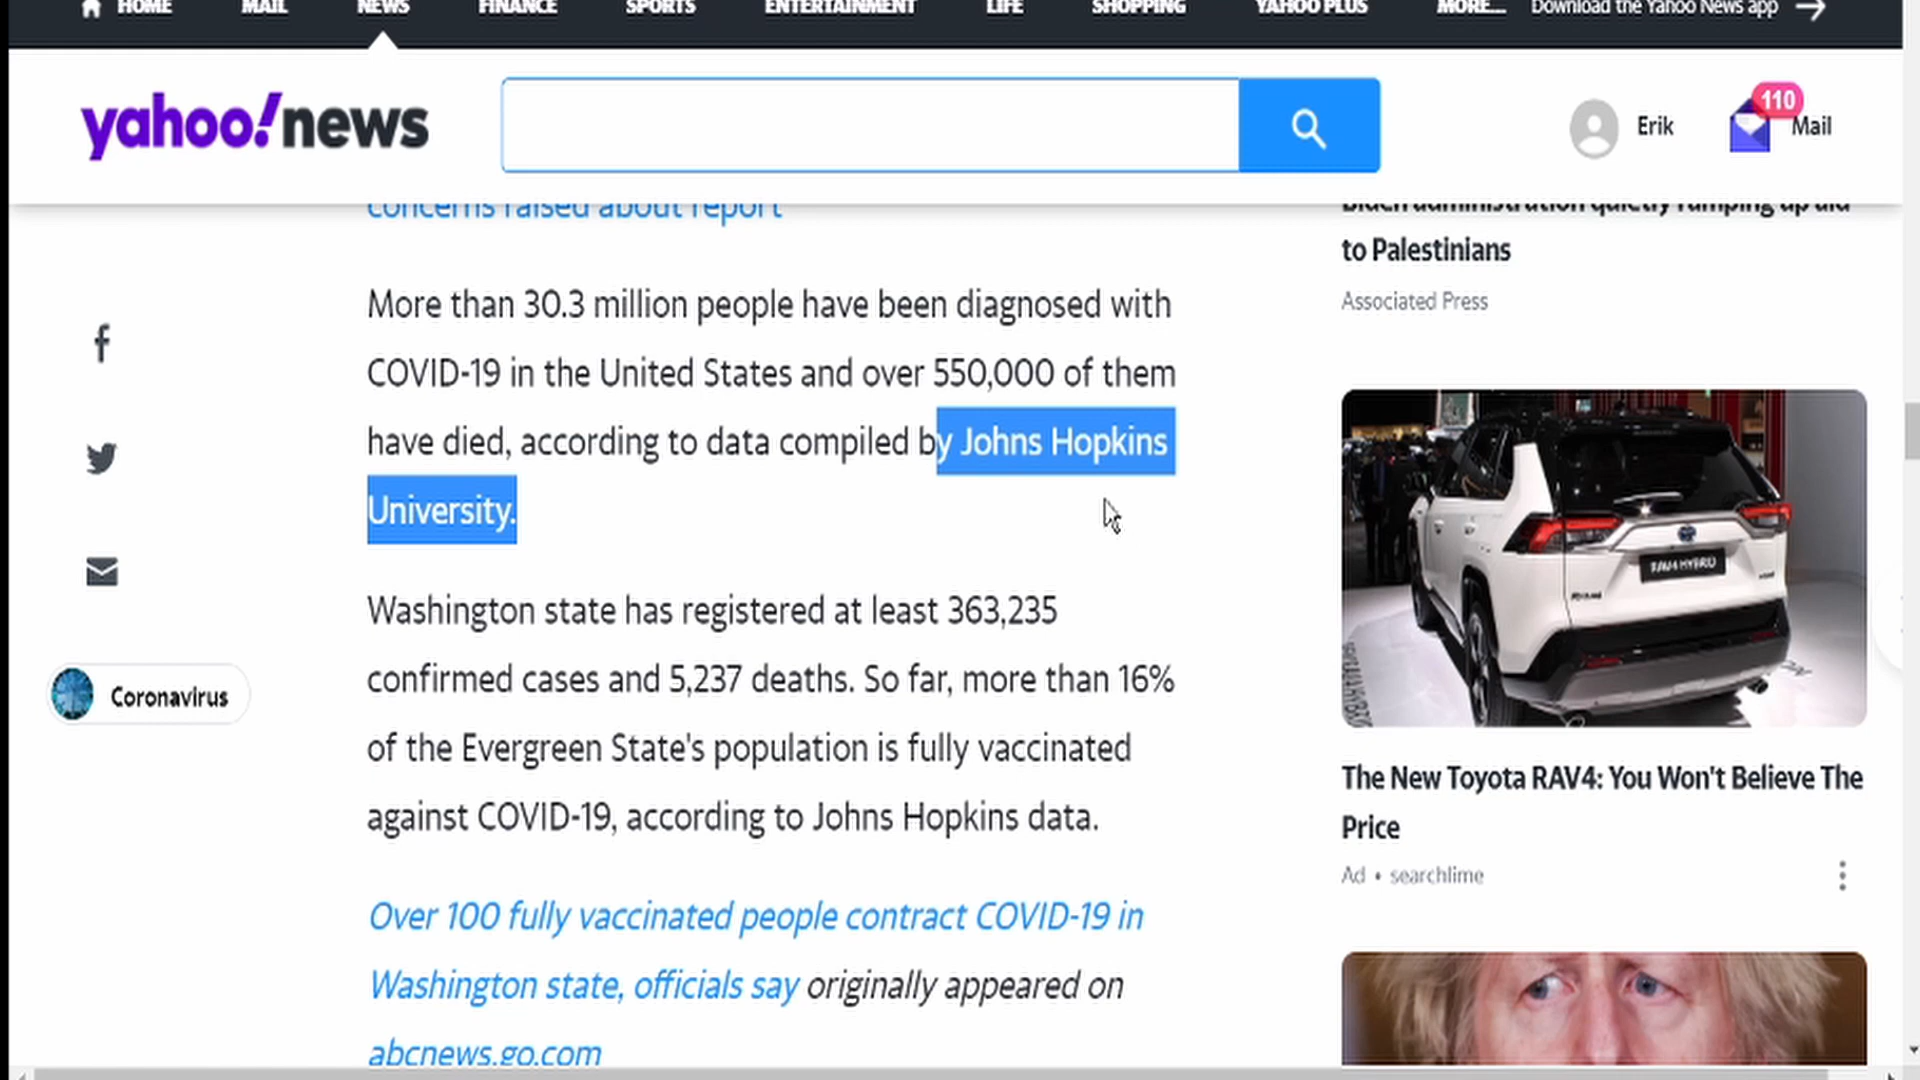 HOME MAIL NEWS FINANCE SPORTS ENTERTAINMENT LIFE SHOPPING YAHOO PLUS MORE... Download the Yahoo News app
yahoo!news
Erik
110
Mail
concerns raised about report
More than 30.3 million people have been diagnosed with
COVID-19 in the United States and over 550,000 of them
have died, according to data compiled by Johns Hopkins
University.
Washington state has registered at least 363,235
confirmed cases and 5,237 deaths. So far, more than 16%
of the Evergreen State's population is fully vaccinated
against COVID-19, according to Johns Hopkins data.
Over 100 fully vaccinated people contract COVID-19 in
Washington state, officials say originally appeared on
abcnews.go.com
Coronavirus
Biden administration quietly ramping up aid
to Palestinians
Associated Press
RAV4 HYBRID
The New Toyota RAV4: You Won't Believe The
Price
Ad • searchlime